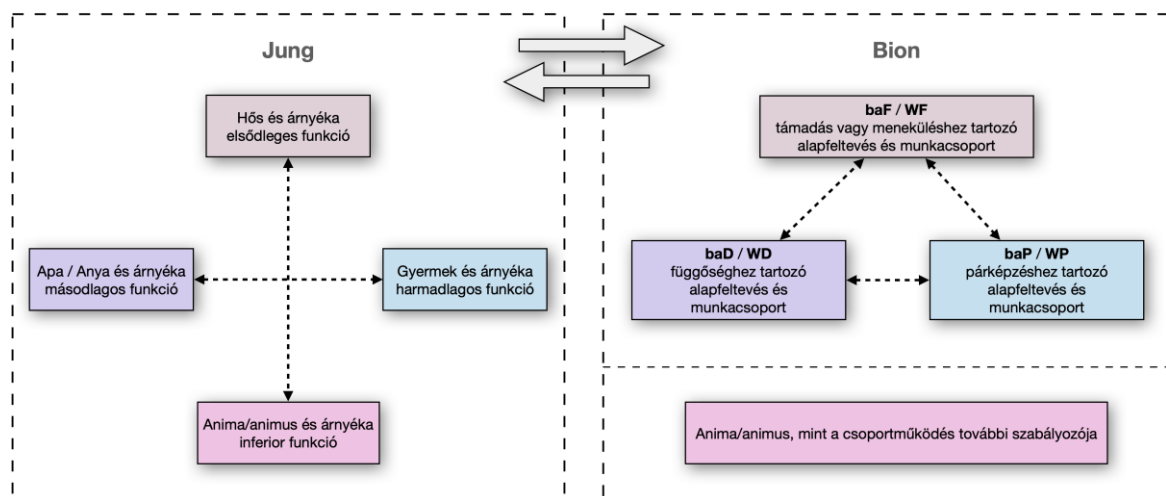 Jung
Hős és árnyéka
elsődleges funkció
Apa / Anya és árnyéka
másodlagos funkció
Gyermek és árnyéka
harmadlagos funkció
Anima/animus és árnyéka
inferior funkció
Bion
baF / WF
támadás vagy meneküléshez tartozó
alapfeltevés és munkacsoport
baD / WD
függőséghez tartozó
alapfeltevés és
munkacsoport
baP / WP
párképzéshez tartozó
alapfeltevés és
munkacsoport
Anima/animus, mint a csoportműködés további szabályozója